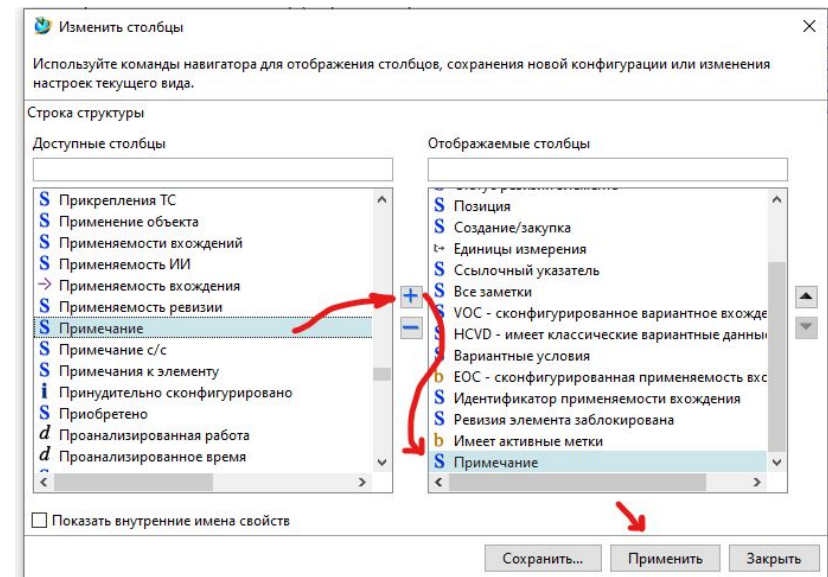 Изменить столбцы
Используйте команды навигатора для отображения столбцов, сохранения новой конфигурации или изменения
настроек текущего вида.
Строка структуры
Доступные столбцы
Прикрепления ТС
Применение объекта
Применяемости вхождений
Применяемость ИИ
Применяемость вхождения
Применяемость ревизии
Примечание
Примечание с/с
Примечания к элементу
Принудительно сконфигурировано
Приобретено
Проанализированная работа
Проанализированное время
Отображаемые столбцы
Позиция
Создание/закупка
Единицы измерения
Ссылочный указатель
Все заметки
VOC - сконфигурированное вариантное вхожде
HCVD - имеет классические вариантные данны
Вариантные условия
EOC - сконфигурированная применяемость вхс
Идентификатор применяемости вхождения
Ревизия элемента заблокирована
Имеет активные метки
Примечание
Показать внутренние имена свойств
Сохранить...
Применить
Закрыть